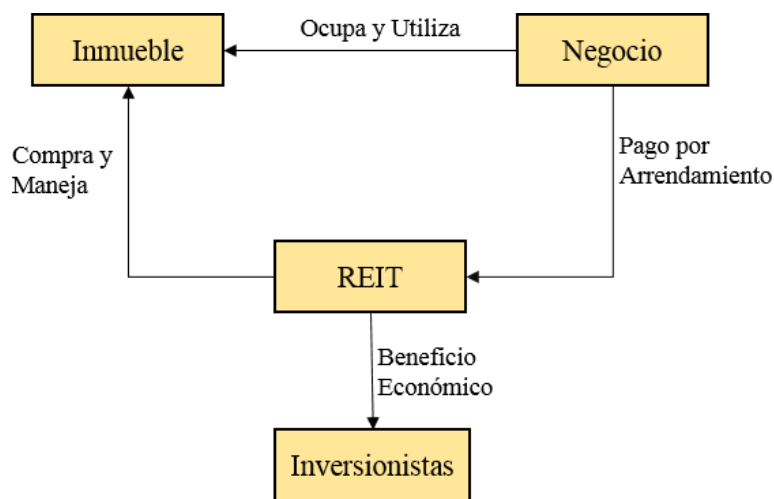 Ocupa y Utiliza
Inmueble
Negocio
Compra y
Maneja
Pago por
Arrendamiento
REIT
Beneficio
Económico
Inversionistas